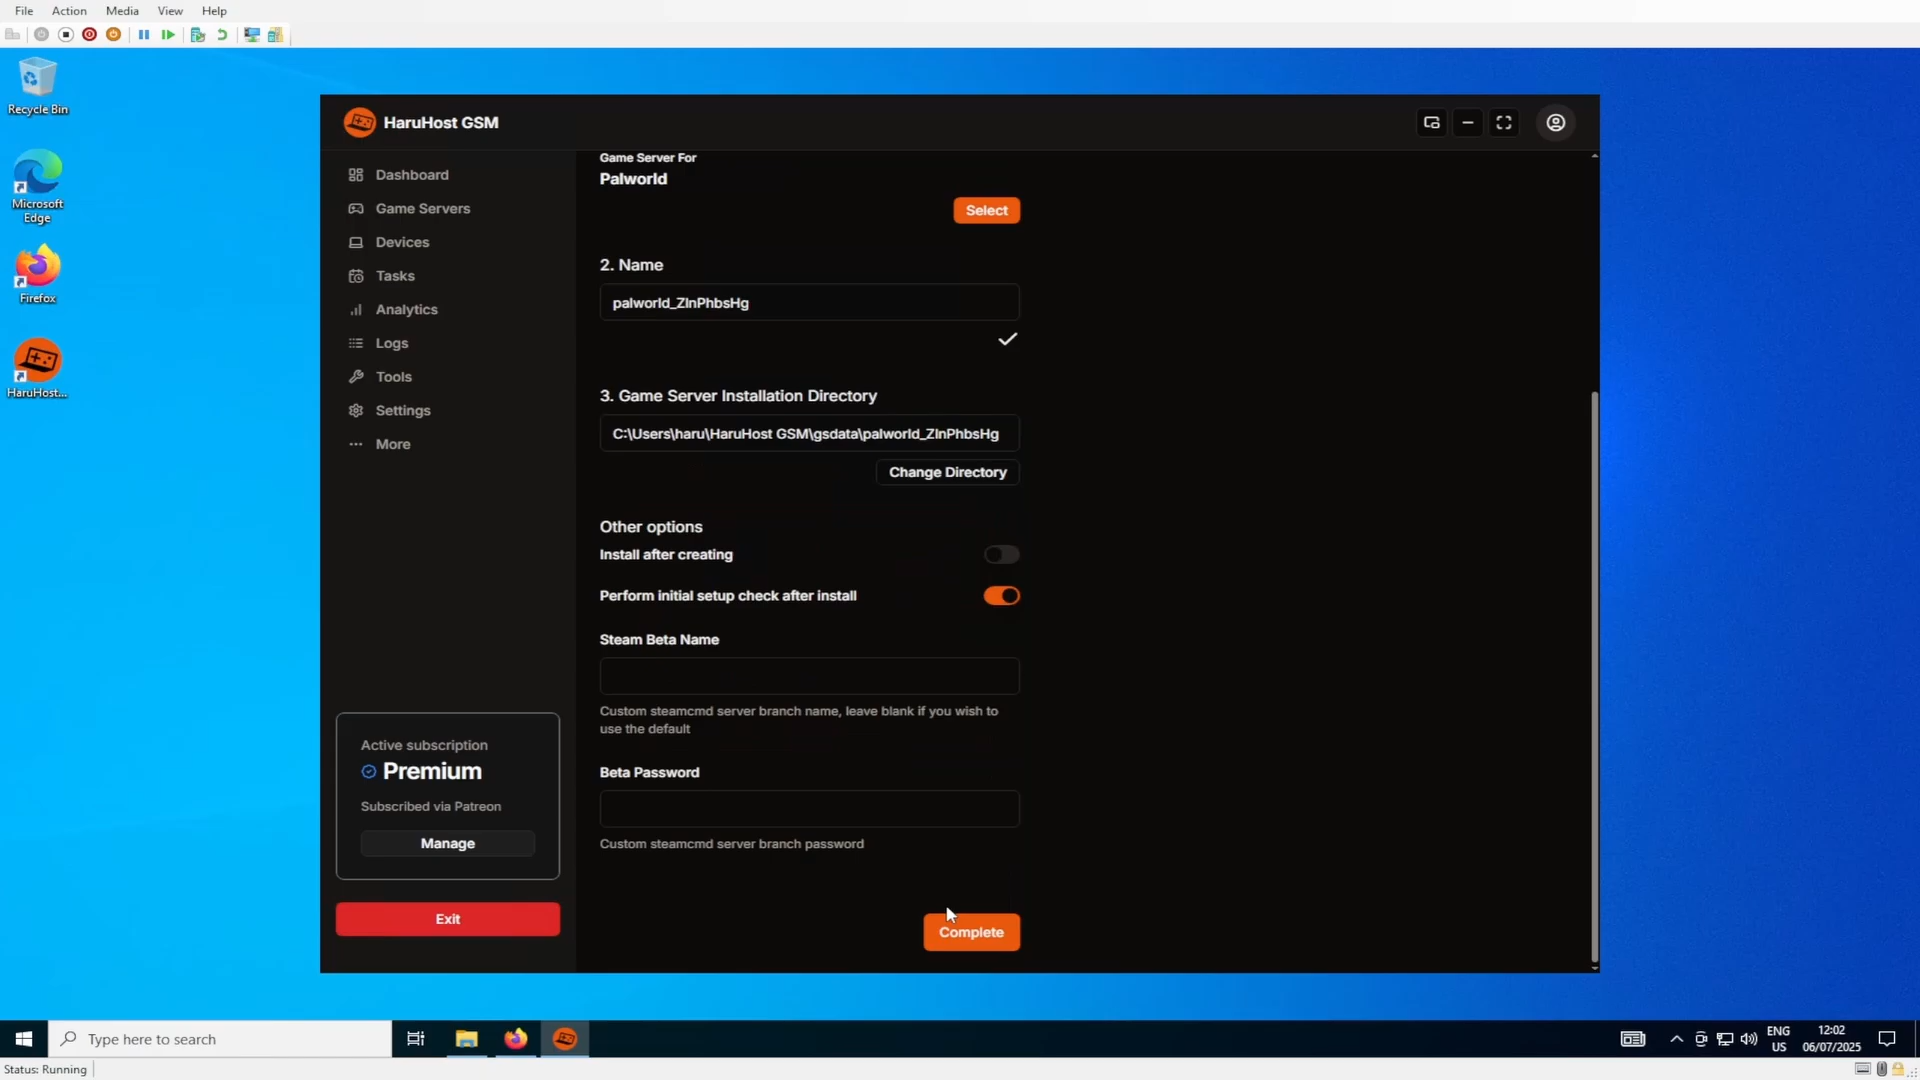 File Action Media View Help
Recycle Bin
Microsoft
Edge
Firefox
HaruHost...
HaruHost GSM
Dashboard
Game Servers
Devices
Tasks
Analytics
Logs
Tools
Settings
More
Active subscription
Premium
Subscribed via Patreon
Manage
Exit
Game Server For
Palworld
Select
2. Name
palworld_ZlnPhbsHg
3. Game Server Installation Directory
C:\Users\haru\HaruHost GSM\gsdata\palworld_ZlnPhbsHg
Change Directory
Other options
Install after creating
Perform initial setup check after install
Steam Beta Name
Custom steamcmd server branch name, leave blank if you wish to
use the default
Beta Password
Custom steamcmd server branch password
Complete
Type here to search
ENG
US
12:02
06/07/2025
Status: Running